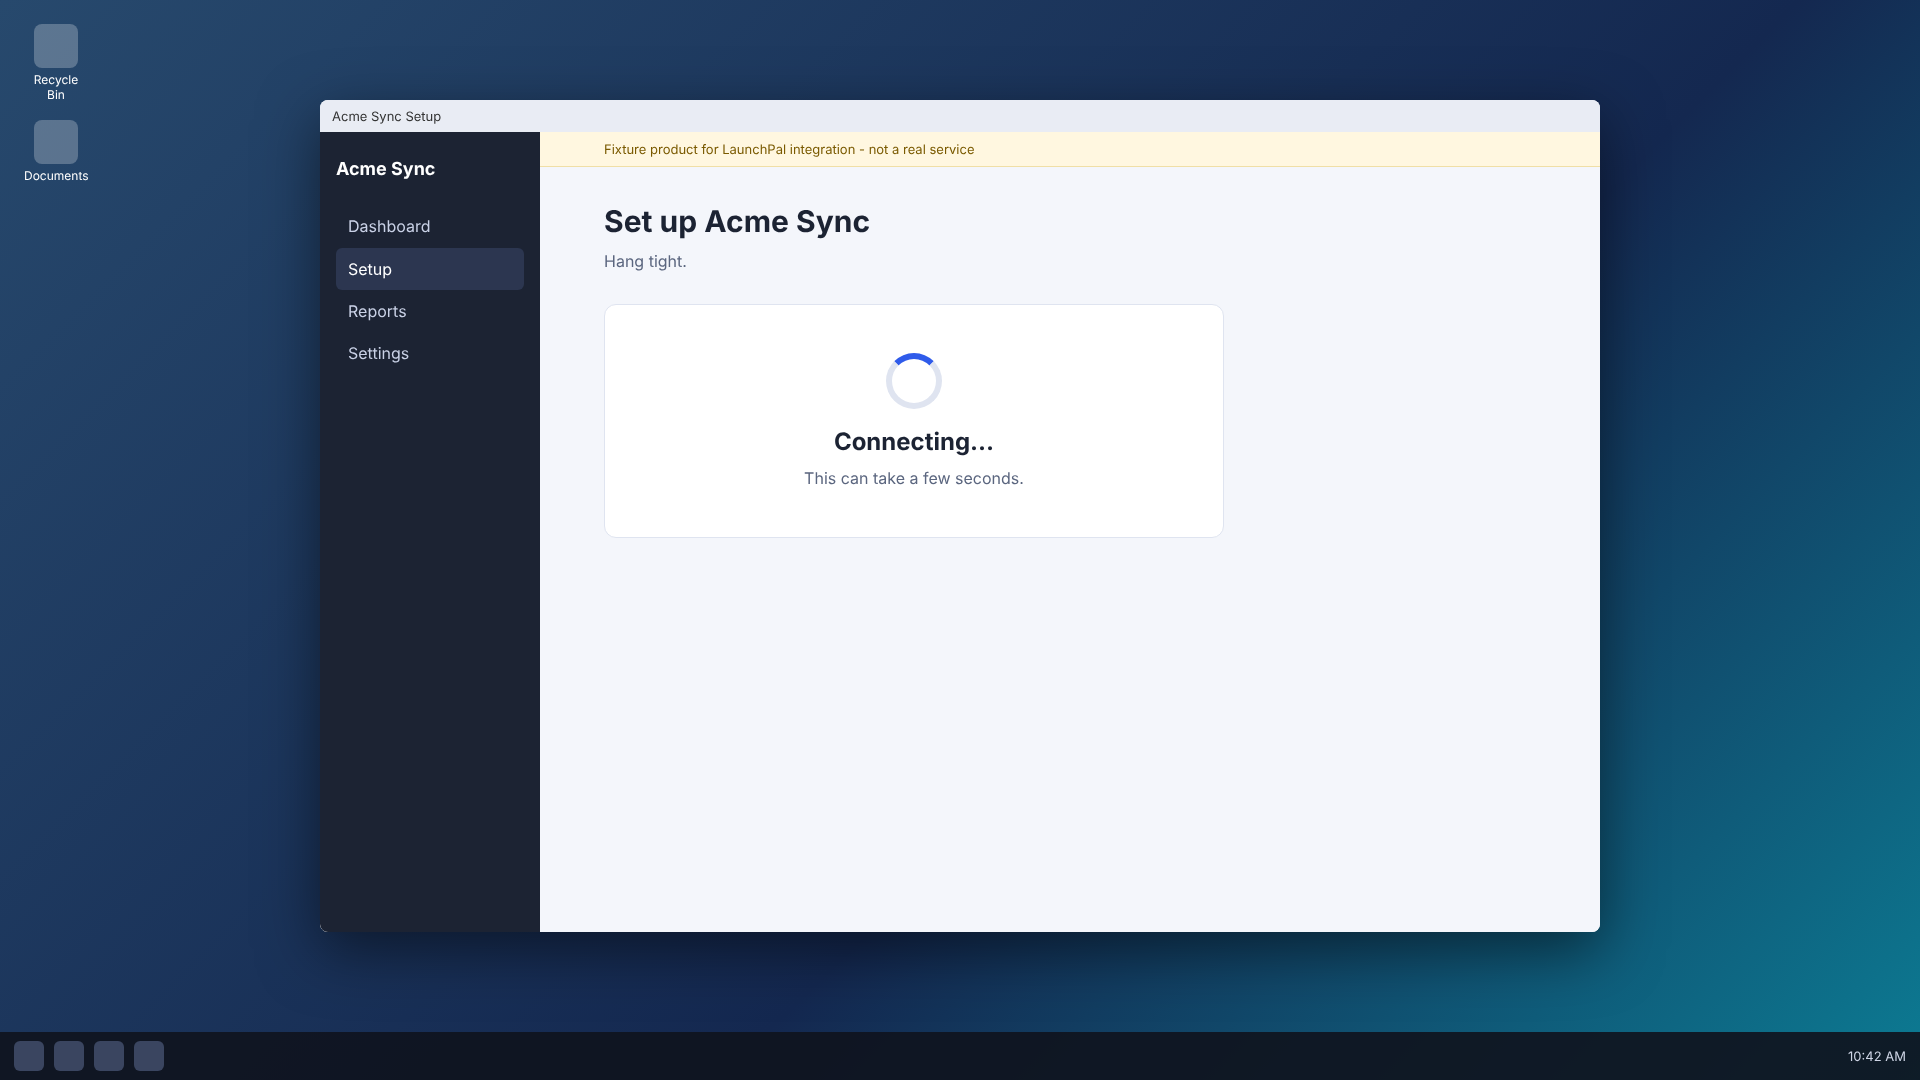 Recycle
Bin
Documents
Acme Sync Setup
Acme Sync
Dashboard
Setup
Reports
Settings
Fixture product for LaunchPal integration - not a real service
Set up Acme Sync
Hang tight.
Connecting...
This can take a few seconds.
10:42 AM